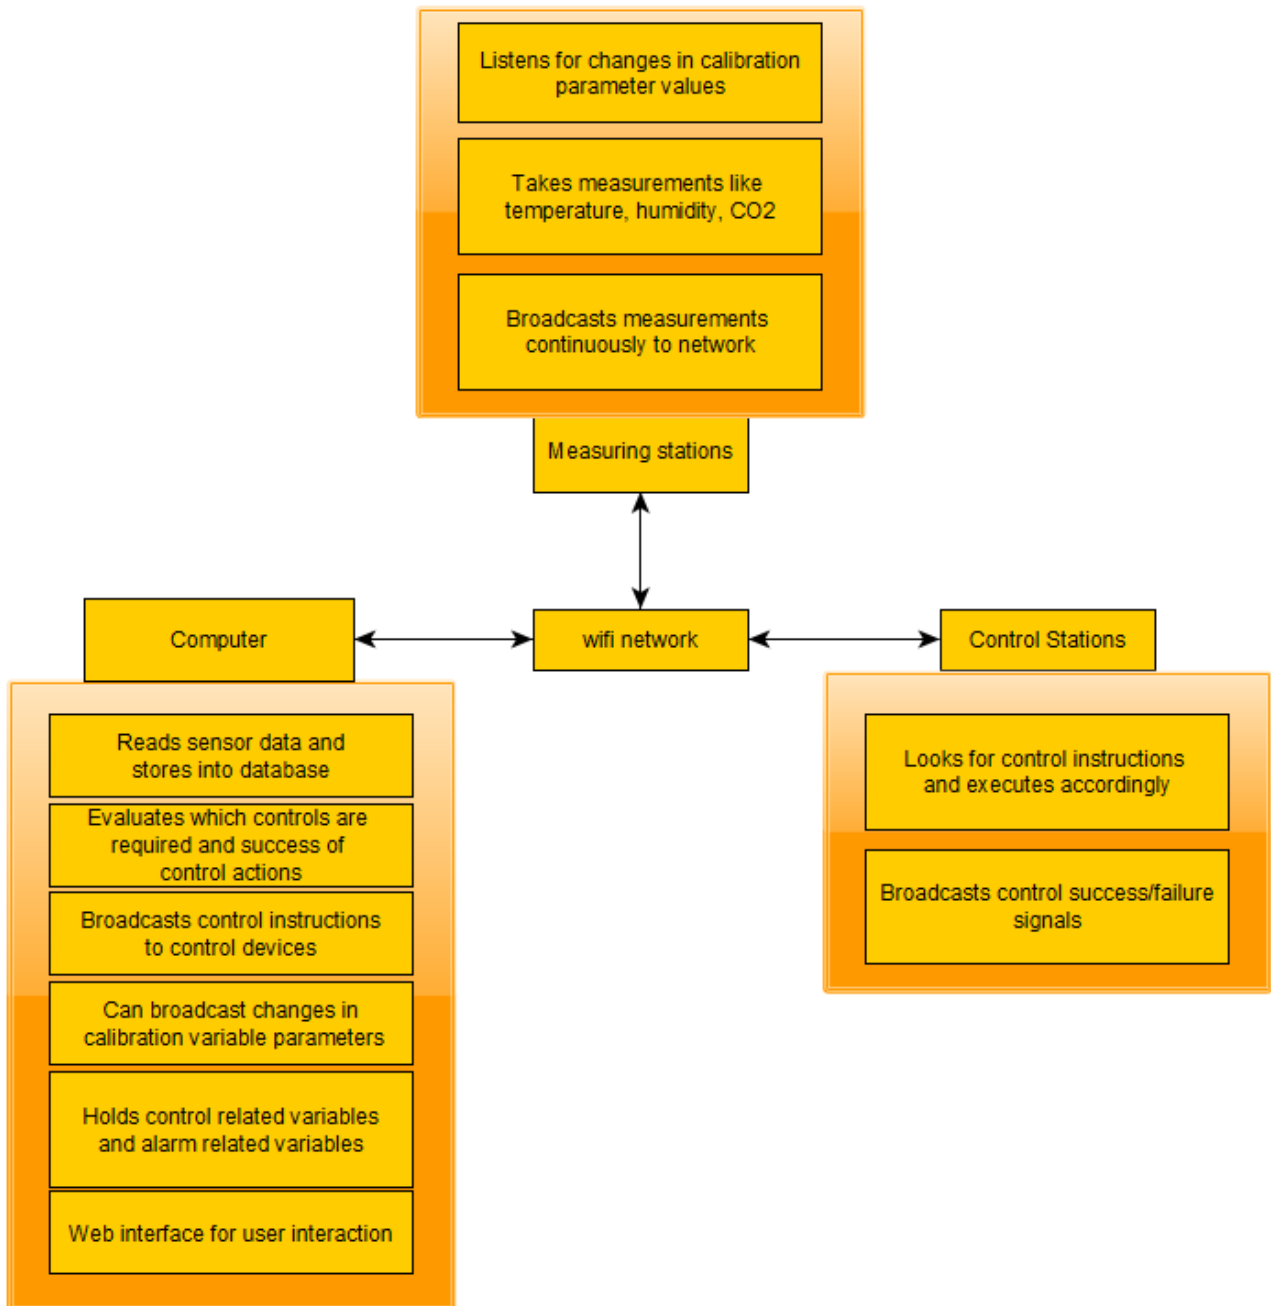 Listens for changes in calibration
parameter values
Takes measurements like
temperature, humidity, CO2
Broadcasts measurements
continuously to network
Measuring stations
Computer
wifi network
Control Stations
Reads sensor data and
stores into database
Evaluates which controls are
required and success of
control actions
Broadcasts control instructions
to control devices
Can broadcast changes in
calibration variable parameters
Holds control related variables
and alarm related variables
Web interface for user interaction
Looks for control instructions
and executes accordingly
Broadcasts control success/failure
signals